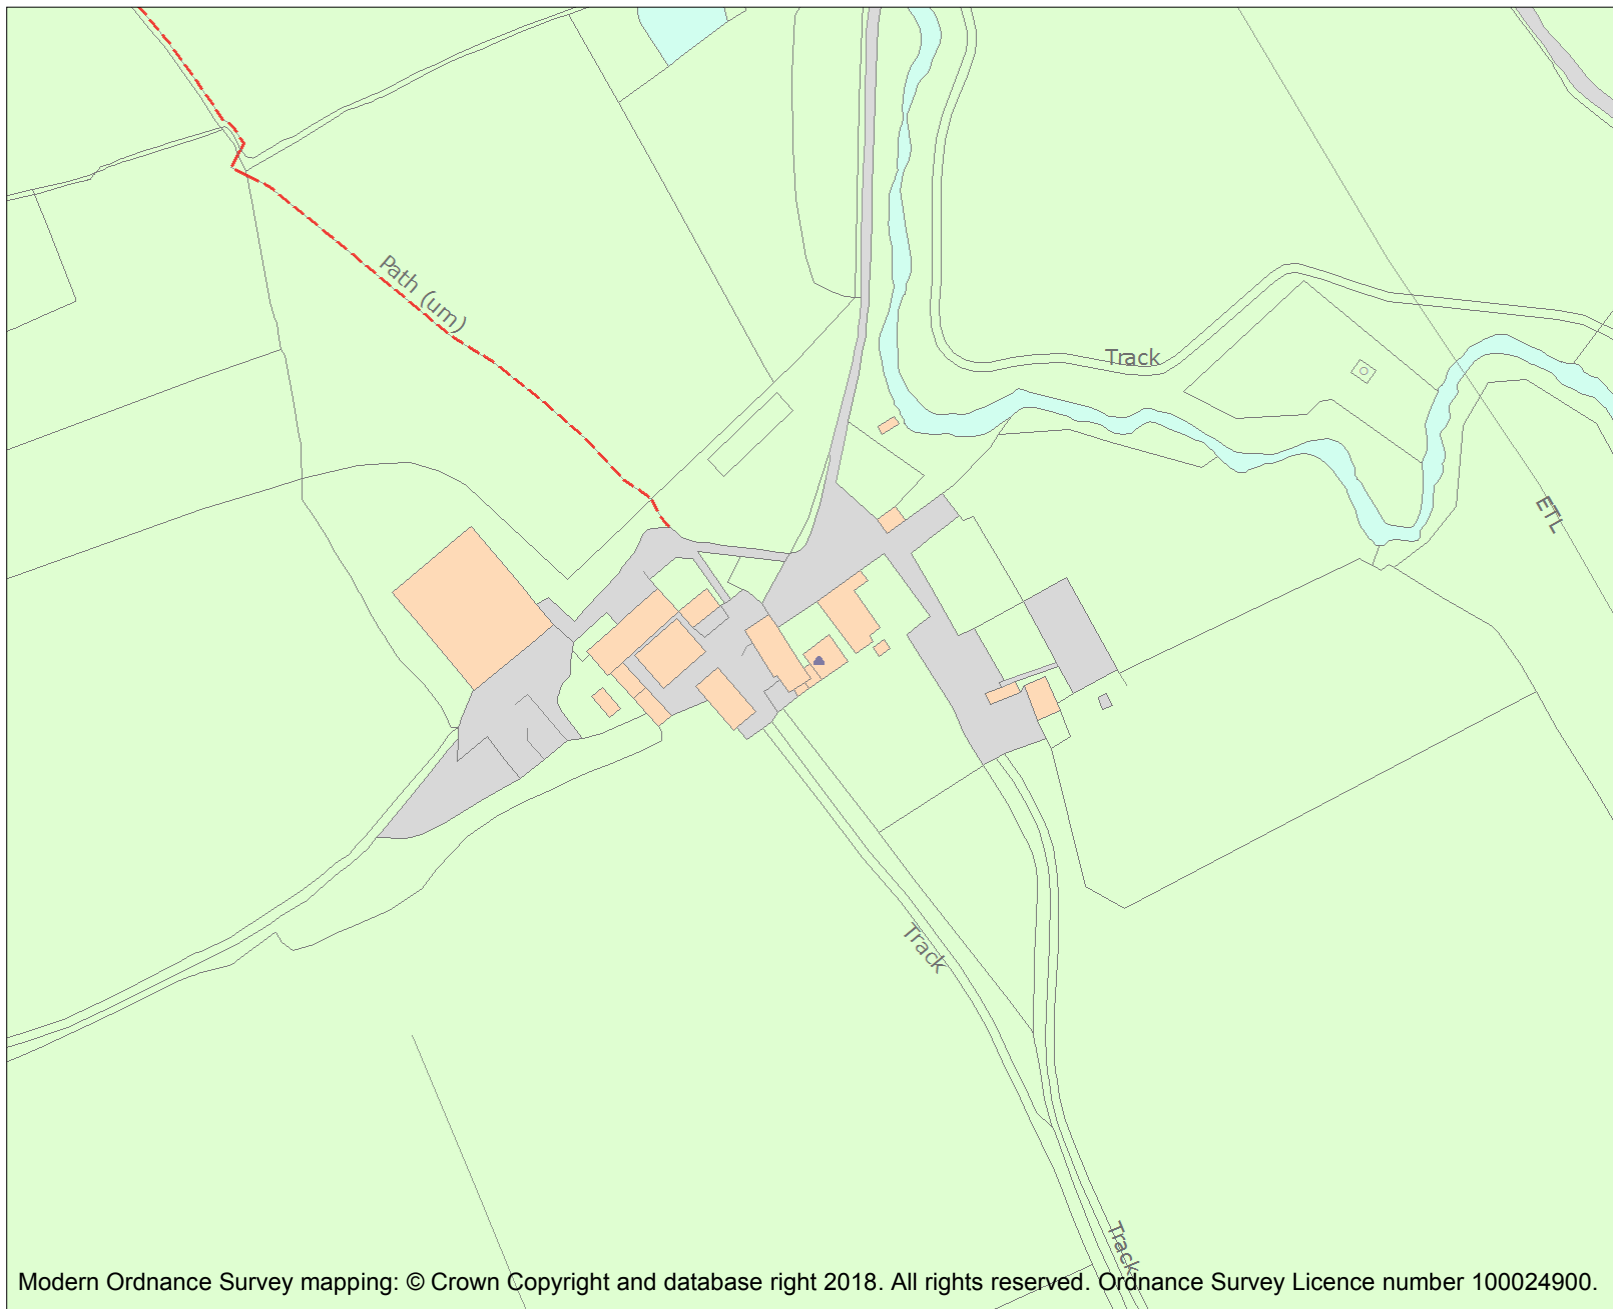 Path (um)
Track
ETL
Track
Track
Modern Ordnance Survey mapping: © Crown Copyright and database right 2018. All rights reserved. Ordnance Survey Licence number 100024900.